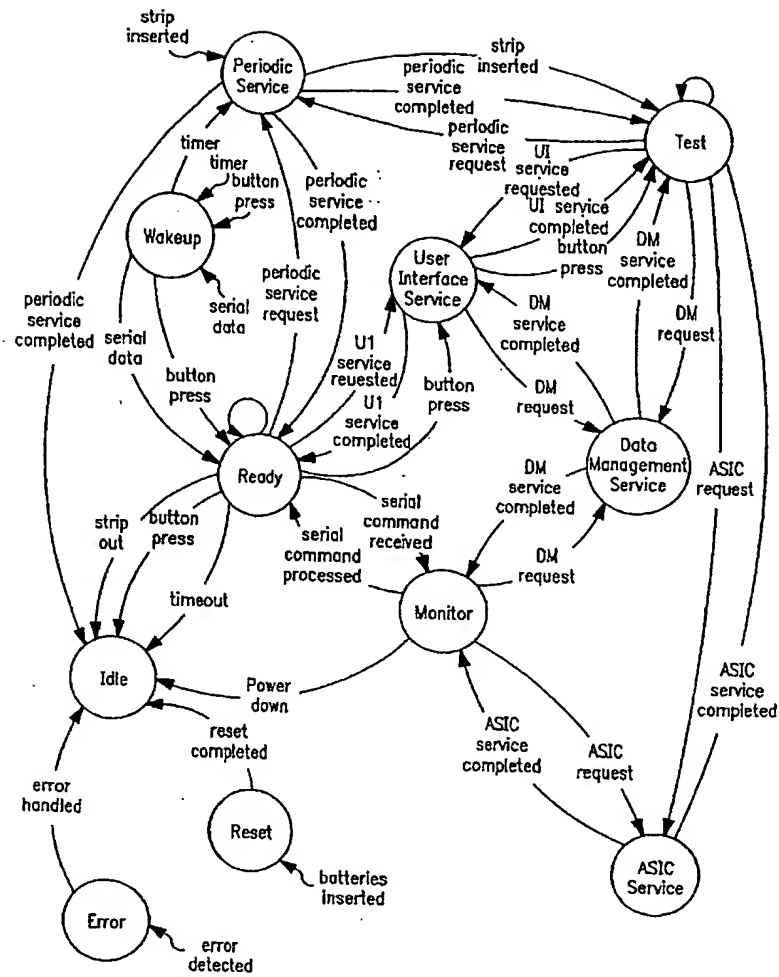 strip
inserted
Periodic
Service
strip
inserted
periodic
service
completed
periodic
service
request
Test
timer
timer
button
press
Wakeup
serial
data
periodic
service
completed
UI
service
requested
UI service
completed
button
press
User
Interface
Service
DM
service
completed
DM
request
periodic
service
completed
serial
data
button
press
periodic
service
request
U1
service
reuested
U1
service
completed
button
press
DM
service
completed
DM
request
Ready
Data
Management
Service
ASIC
request
strip
out
button
press
timeout
serial
command
processed
serial
command
received
DM
service
completed
DM
request
Monitor
Idle
Power
down
reset
completed
ASIC
service
completed
ASIC
request
ASIC
service
completed
error
handled
Reset
batteries
inserted
ASIC
Service
Error
error
detected